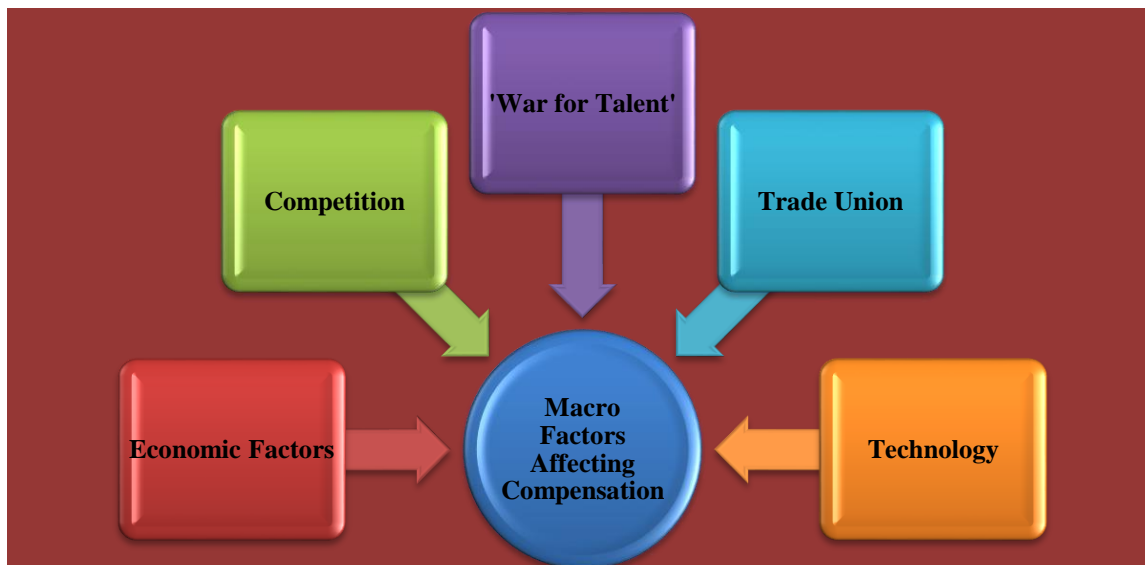 'War for Talent'
Competition
Trade Union
Economic Factors
Macro
Factors
Affecting
Compensation
Technology